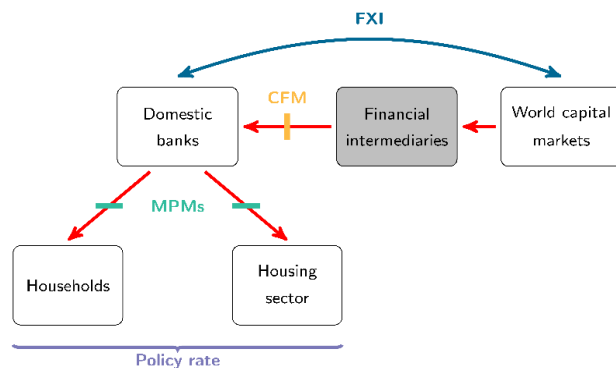 FXI
CFM
Domestic
banks
Financial
intermediaries
World capital
markets
MPMs
Households
Housing
sector
Policy rate